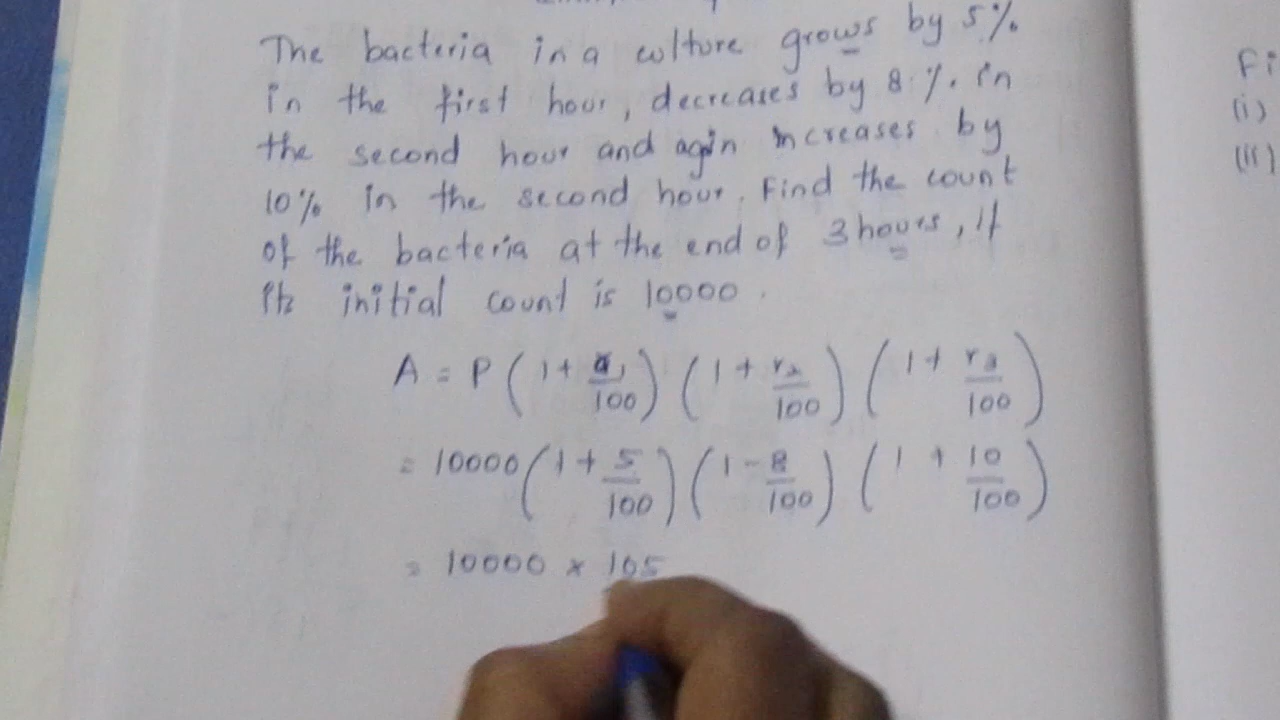 The bacteria in a culture grows by 5%
in the first hour, decreases by 8% in
the second hour and again increases by
10% in the second hour. Find the count
of the bacteria at the end of 3 hours, if
its initial count is 10000.
A = P (1 + r1/100) (1 + r2/100) (1 + r3/100)
= 10000 (1 + 5/100) (1 - 8/100) (1 + 10/100)
= 10000 × 105
Fi
(i)
(ii)